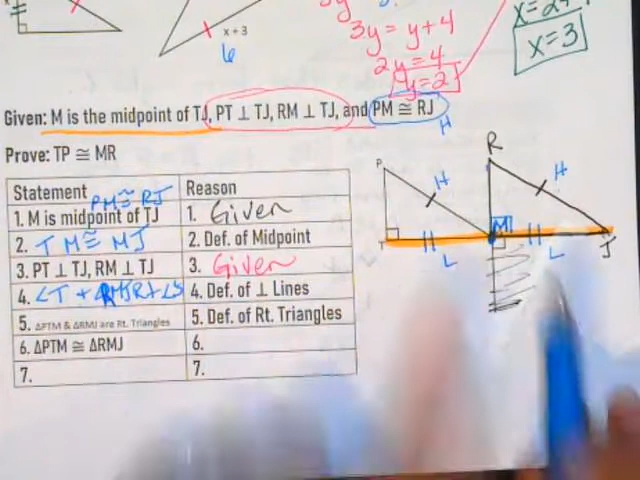 x + 3
6
3y = y + 4
2y = 4
y = 2
x = 3
Given: M is the midpoint of TJ, PT ⊥ TJ, RM ⊥ TJ, and PM ≅ RJ
H
Prove: TP ≅ MR
Statement
Reason
PM ≅ RJ
1. M is midpoint of TJ
1. Given
2. TM ≅ MJ
2. Def. of Midpoint
3. PT ⊥ TJ, RM ⊥ TJ
3. Given
4. ∠T +
4. Def. of ⊥ Lines
5. ΔPTM & ΔRMJ are Rt. Triangles
5. Def. of Rt. Triangles
6. ΔPTM ≅ ΔRMJ
6.
7.
7.
R
P
H
H
T
M
J
L
L